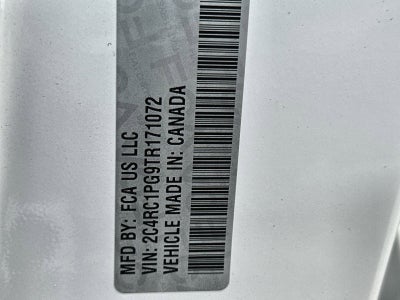 MFD BY: FCA US LLC
VIN: 2C4RC1PG9TR171072
VEHICLE MADE IN: CANADA